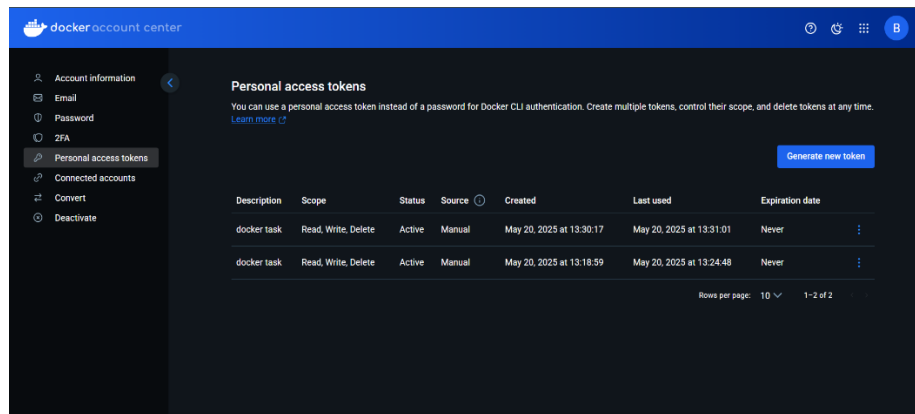 docker account center
B
Account information
Email
Password
2FA
Personal access tokens
Connected accounts
Convert
Deactivate
Personal access tokens
You can use a personal access token instead of a password for Docker CLI authentication. Create multiple tokens, control their scope, and delete tokens at any time.
Learn more
Generate new token
Description Scope Status Source Created Last used Expiration date
docker task Read, Write, Delete Active Manual May 20, 2025 at 13:30:17 May 20, 2025 at 13:31:01 Never
docker task Read, Write, Delete Active Manual May 20, 2025 at 13:18:59 May 20, 2025 at 13:24:48 Never
Rows per page: 10 1–2 of 2